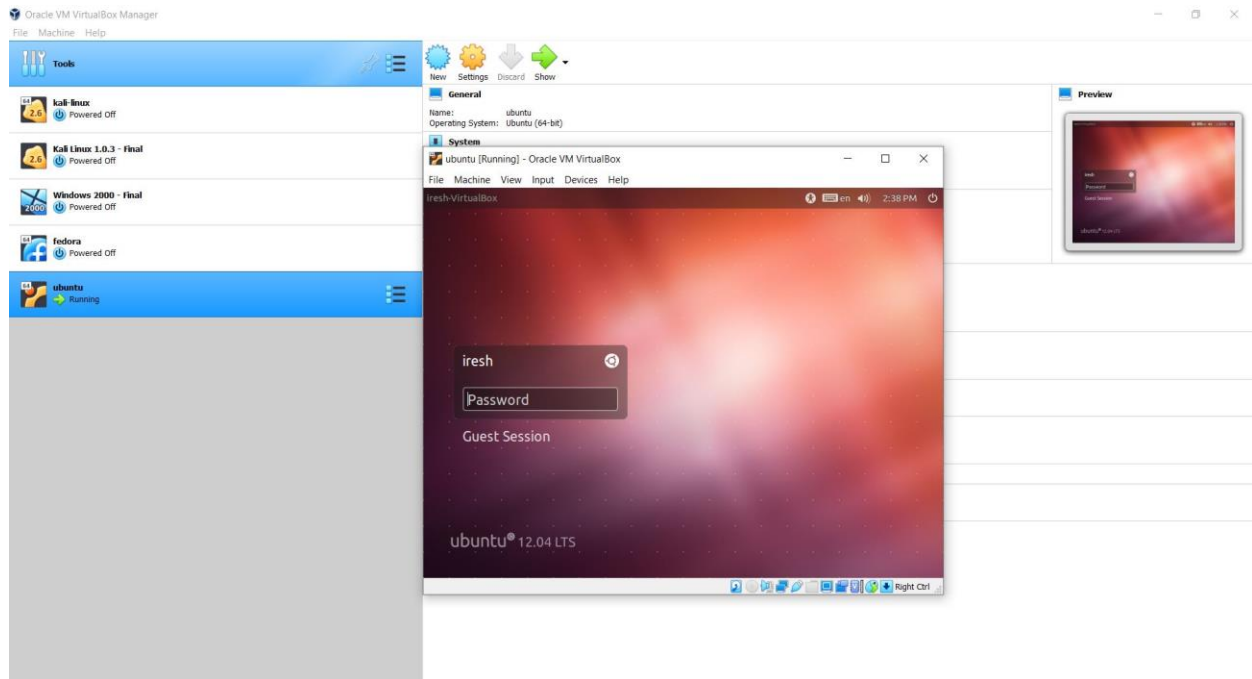 Oracle VM VirtualBox Manager
File Machine Help
Tools
New Settings Discard Show
kali-linux
Powered Off
Kali Linux 1.0.3 - Final
Powered Off
Windows 2000 - Final
Powered Off
fedora
Powered Off
ubuntu
Running
General
Name: ubuntu
Operating System: Ubuntu (64-bit)
System
Preview
ubuntu [Running] - Oracle VM VirtualBox
File Machine View Input Devices Help
iresh-VirtualBox en 2:38 PM
iresh
Password
Guest Session
ubuntu® 12.04 LTS
Right Ctrl